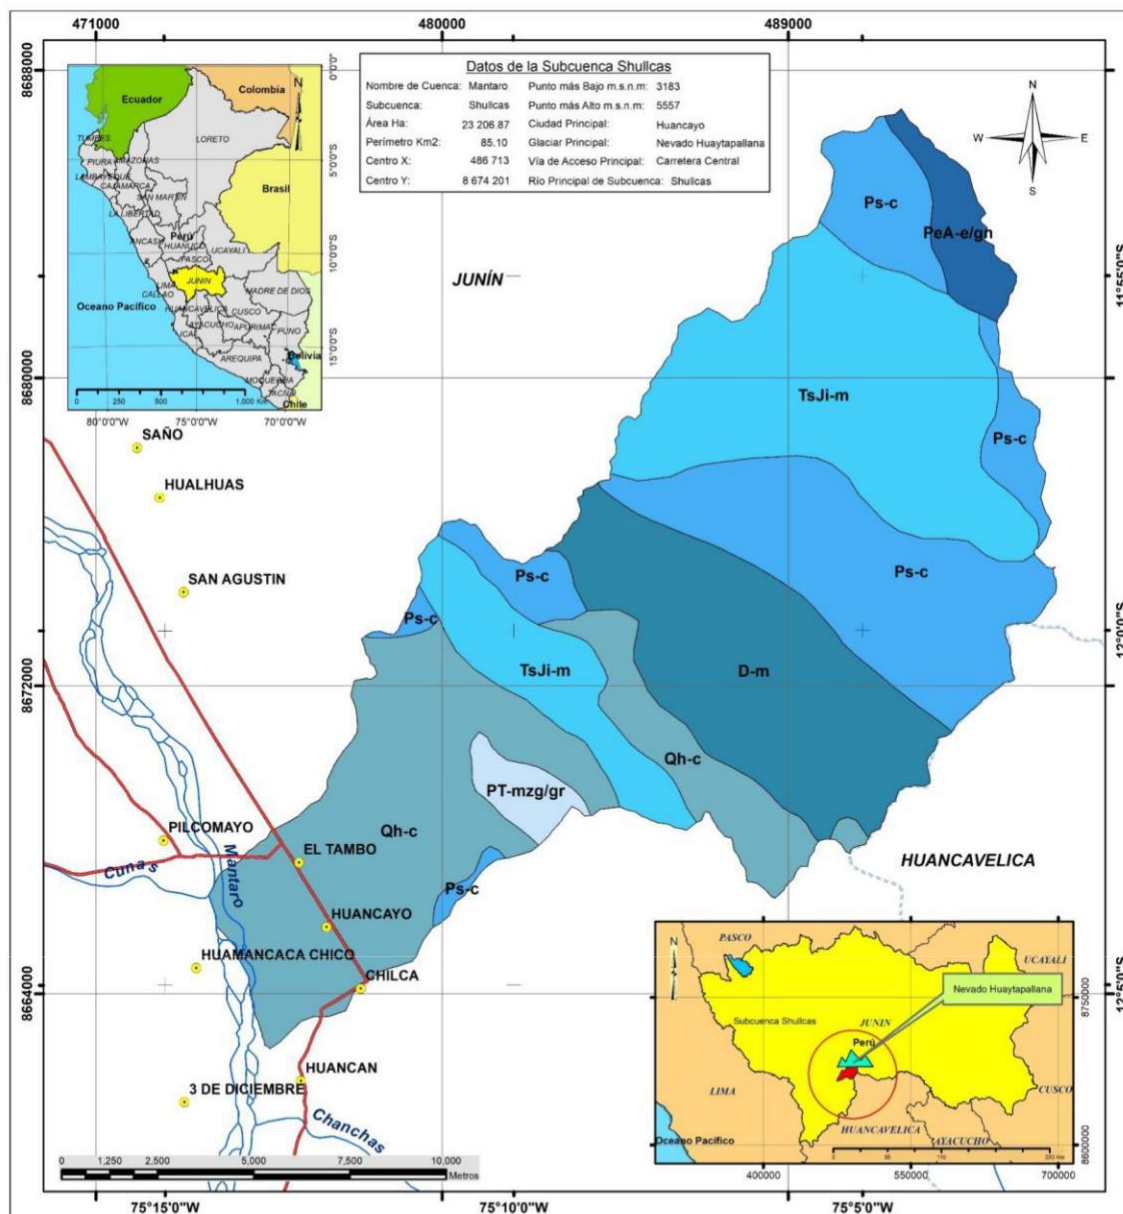 471000
480000
489000
8688000
8680000
8672000
8664000
11°55'0"S
12°0'0"S
12°5'0"S
75°15'0"W
75°10'0"W
75°5'0"W
Datos de la Subcuenca Shullcas
Nombre de Cuenca: Mantaro Punto más Bajo m.s.n.m: 3183
Subcuenca: Shullcas Punto más Alto m.s.n.m: 5557
Área Ha: 23 206.87 Ciudad Principal: Huancayo
Perímetro Km2: 85.10 Glaciar Principal: Nevado Huaytapallana
Centro X: 486 713 Vía de Acceso Principal: Carretera Central
Centro Y: 8 674 201 Río Principal de Subcuenca: Shullcas
N
W
E
S
N
Ecuador
Colombia
TUMBES
LORETO
PIURA
AMAZONAS
LAMBAYEQUE
CAJAMARCA
SAN MARTIN
Brasil
LA LIBERTAD
ANCASH
Perú
HUANUCO
UCAYALI
PASCO
LIMA
JUNIN
CALLAO
MADRE DE DIOS
Oceano Pacífico
HUANCAVELICA
CUSCO
AYACUCHO
APURIMAC
ICA
PUNO
AREQUIPA
Bolivia
MOQUEGUA
TACNA
Chile
0 250 500 1,000 Km
0°0'0"
5°0'0"S
10°0'0"S
15°0'0"S
80°0'0"W
75°0'0"W
70°0'0"W
JUNÍN
Ps-c
PeA-e/gn
TsJi-m
Ps-c
Ps-c
Ps-c
Ps-c
TsJi-m
D-m
Qh-c
PT-mzg/gr
Qh-c
Ps-c
SAÑO
HUALHUAS
SAN AGUSTIN
PILCOMAYO
Cunas
Mantaro
EL TAMBO
HUANCAYO
HUAMANCACA CHICO
CHILCA
HUANCAN
3 DE DICIEMBRE
Chanchas
HUANCAVELICA
0 1,250 2,500 5,000 7,500 10,000
Metros
N
PASCO
UCAYALI
Nevado Huaytapallana
Subcuenca Shullcas
JUNIN
Perú
LIMA
CUSCO
HUANCAVELICA
AYACUCHO
Oceano Pacífico
8750000
8600000
400000
550000
700000